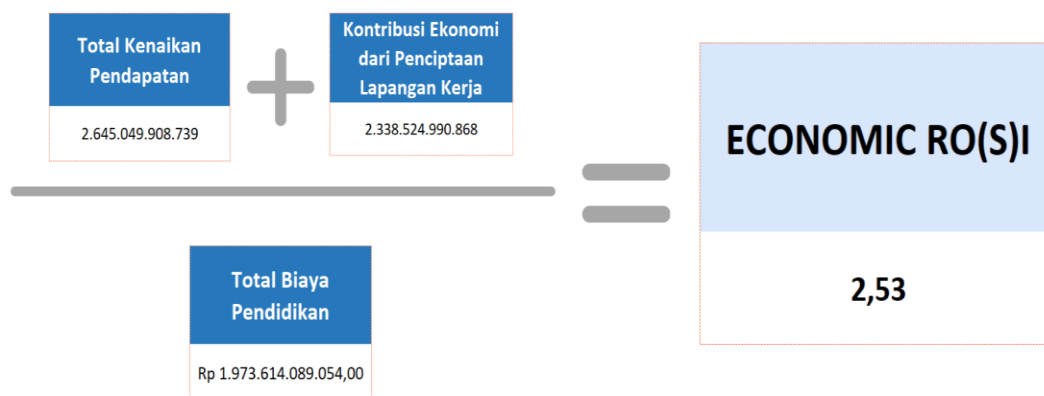 Total Kenaikan
Pendapatan
2.645.049.908.739
Kontribusi Ekonomi
dari Penciptaan
Lapangan Kerja
2.338.524.990.868
Total Biaya
Pendidikan
Rp 1.973.614.089.054,00
ECONOMIC RO(S)I
2,53